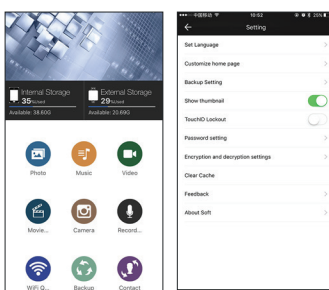 Internal Storage
35%Used
Available: 38.60G
External Storage
29%Used
Available: 20.69G
Photo
Music
Video
Movie...
Camera
Record...
WiFi Q...
Backup
Contact
中国移动
10:52
25%
Setting
Set Language
Customize home page
Backup Setting
Show thumbnail
TouchID Lockout
Password setting
Encryption and decryption settings
Clear Cache
Feedback
About Soft